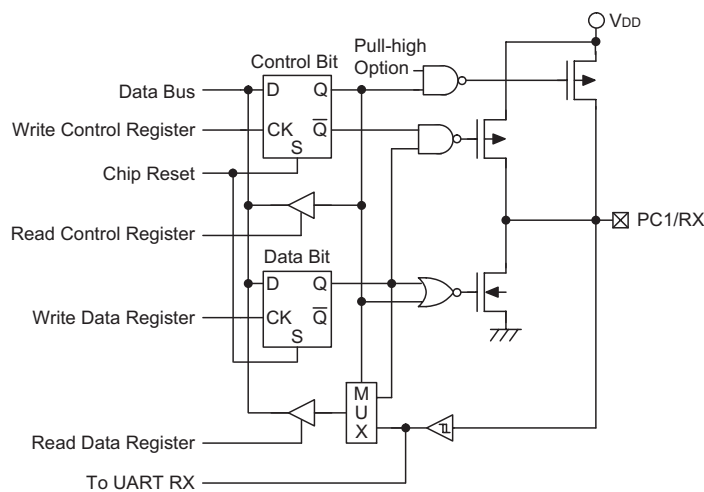 VDD
Pull-high
Option
Control Bit
Data Bus
D Q
Write Control Register
CK Q
S
Chip Reset
PC1/RX
Read Control Register
Data Bit
D Q
Write Data Register
CK Q
S
M
U
X
Read Data Register
To UART RX